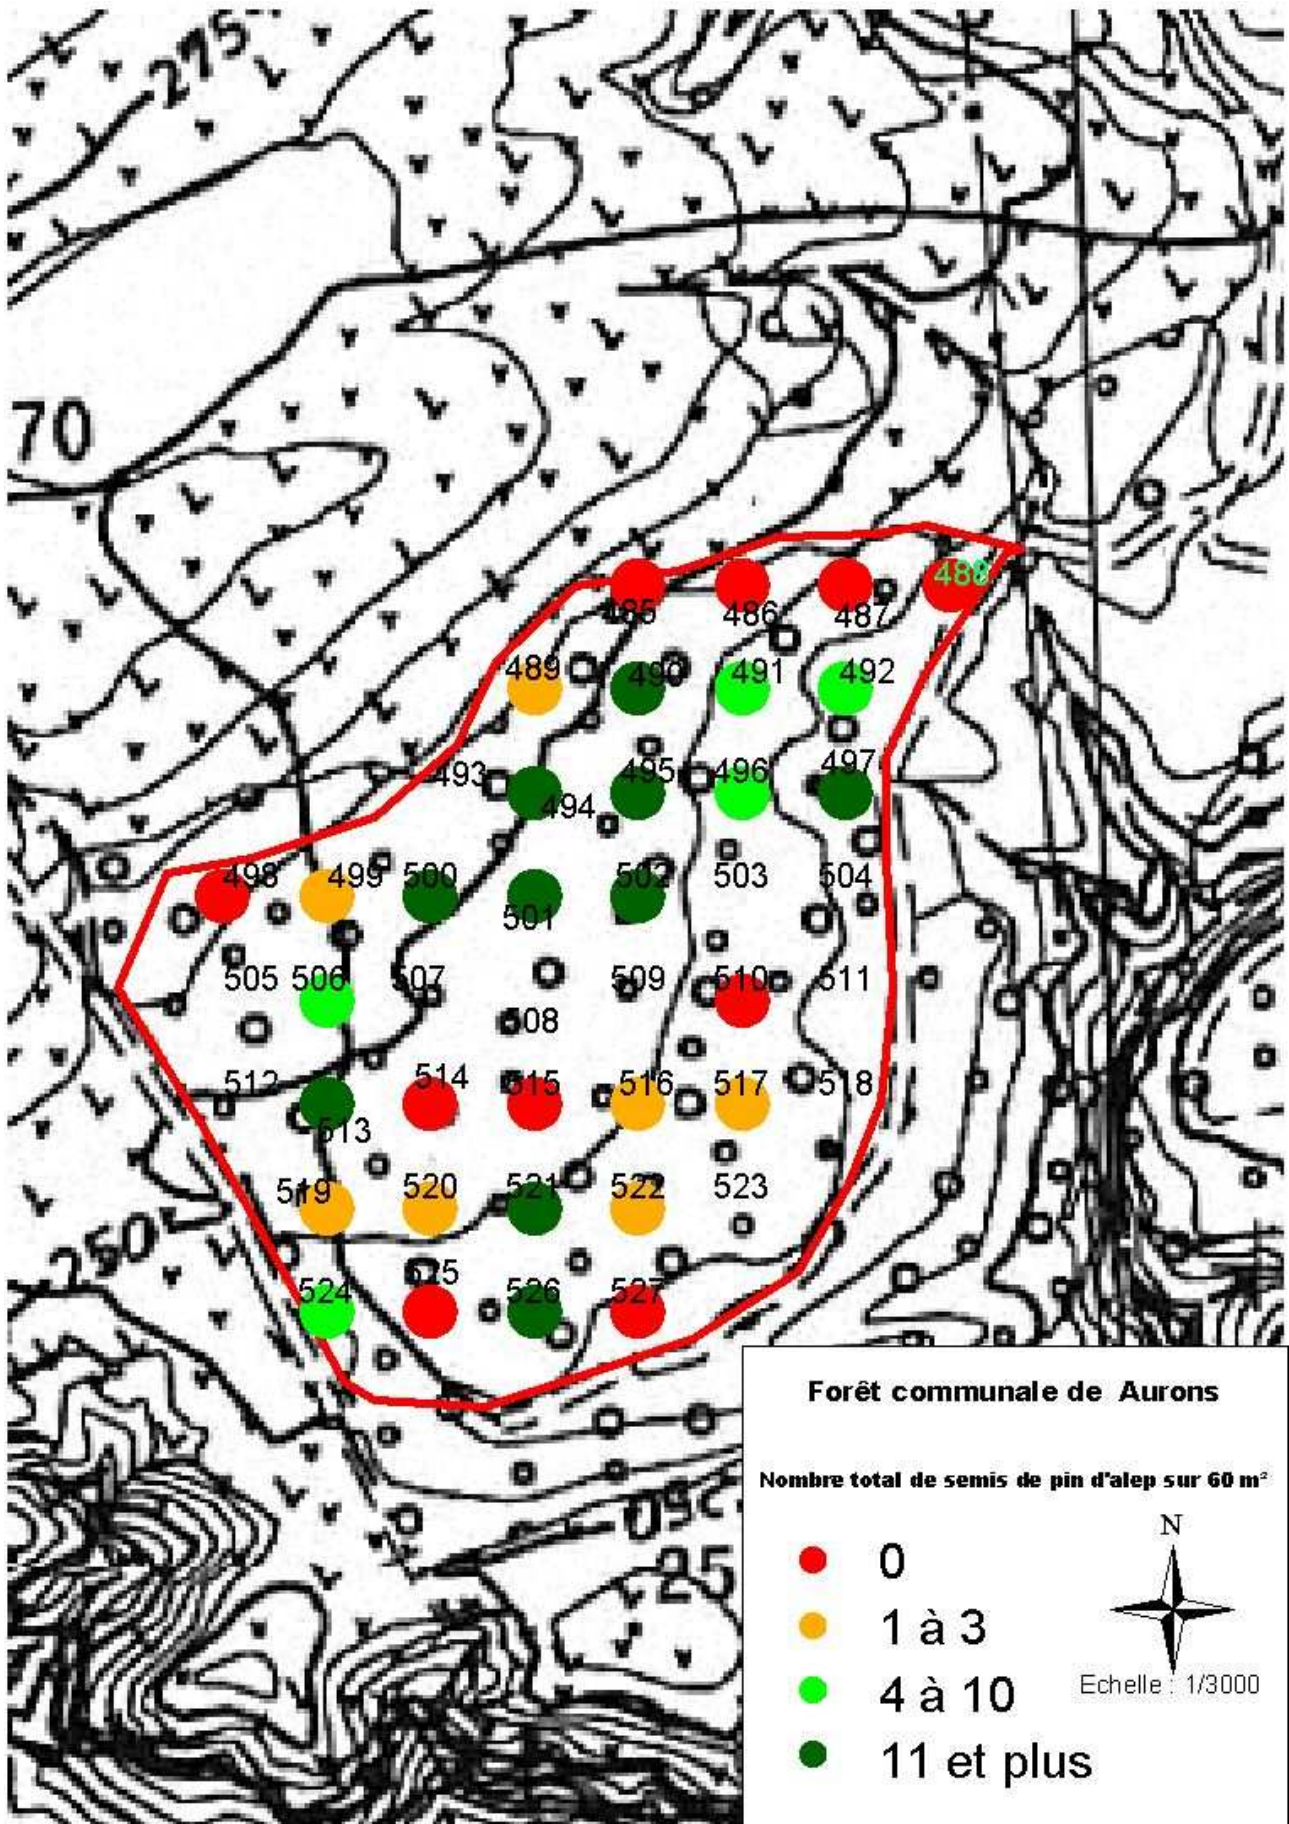 275
70
485 486 487 488
489 490 491 492
493 494 495 496 497
498 499 500 501 502 503 504
505 506 507 508 509 510 511
512 513 514 515 516 517 518
519 520 521 522 523
250
524 525 526 527
Forêt communale de Aurons
Nombre total de semis de pin d'alep sur 60 m²
N
0
1 à 3
4 à 10
11 et plus
Echelle : 1/3000
25